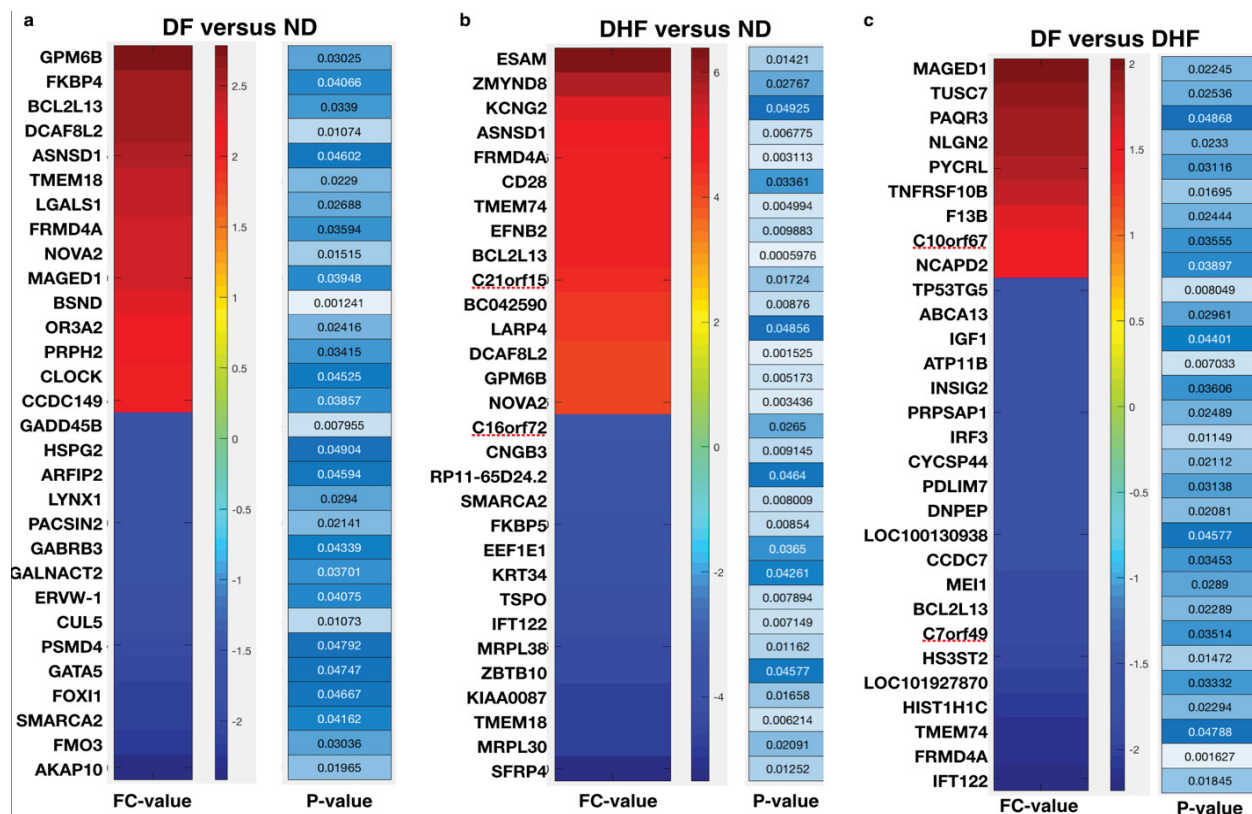 a
DF versus ND
GPM6B 0.03025
FKBP4 0.04066
BCL2L13 0.0339
DCAF8L2 0.01074
ASNSD1 0.04602
TMEM18 0.0229
LGALS1 0.02688
FRMD4A 0.03594
NOVA2 0.01515
MAGED1 0.03948
BSND 0.001241
OR3A2 0.02416
PRPH2 0.03415
CLOCK 0.04525
CCDC149 0.03857
GADD45B 0.007955
HSPG2 0.04904
ARFIP2 0.04594
LYNX1 0.0294
PACSIN2 0.02141
GABRB3 0.04339
GALNACT2 0.03701
ERVW-1 0.04075
CUL5 0.01073
PSMD4 0.04792
GATA5 0.04747
FOXI1 0.04667
SMARCA2 0.04162
FMO3 0.03036
AKAP10 0.01965
2.5
2
1.5
1
0.5
0
-0.5
-1
-1.5
-2
FC-value P-value
b
DHF versus ND
ESAM 0.01421
ZMYND8 0.02767
KCNG2 0.04925
ASNSD1 0.006775
FRMD4A 0.003113
CD28 0.03361
TMEM74 0.004994
EFNB2 0.009883
BCL2L13 0.0005976
C21orf15 0.01724
BC042590 0.00876
LARP4 0.04856
DCAF8L2 0.001525
GPM6B 0.005173
NOVA2 0.003436
C16orf72 0.0265
CNGB3 0.009145
RP11-65D24.2 0.0464
SMARCA2 0.008009
FKBP5 0.00854
EEF1E1 0.0365
KRT34 0.04261
TSPO 0.007894
IFT122 0.007149
MRPL38 0.01162
ZBTB10 0.04577
KIAA0087 0.01658
TMEM18 0.006214
MRPL30 0.02091
SFRP4 0.01252
6
4
2
0
-2
-4
FC-value P-value
c
DF versus DHF
MAGED1 0.02245
TUSC7 0.02536
PAQR3 0.04868
NLGN2 0.0233
PYCRL 0.03116
TNFRSF10B 0.01695
F13B 0.02444
C10orf67 0.03555
NCAPD2 0.03897
TP53TG5 0.008049
ABCA13 0.02961
IGF1 0.04401
ATP11B 0.007033
INSIG2 0.03606
PRPSAP1 0.02489
IRF3 0.01149
CYCSP44 0.02112
PDLIM7 0.03138
DNPEP 0.02081
LOC100130938 0.04577
CCDC7 0.03453
MEI1 0.0289
BCL2L13 0.02289
C7orf49 0.03514
HS3ST2 0.01472
LOC101927870 0.03332
HIST1H1C 0.02294
TMEM74 0.04788
FRMD4A 0.001627
IFT122 0.01845
2
1.5
1
0.5
0
-0.5
-1
-1.5
-2
FC-value P-value